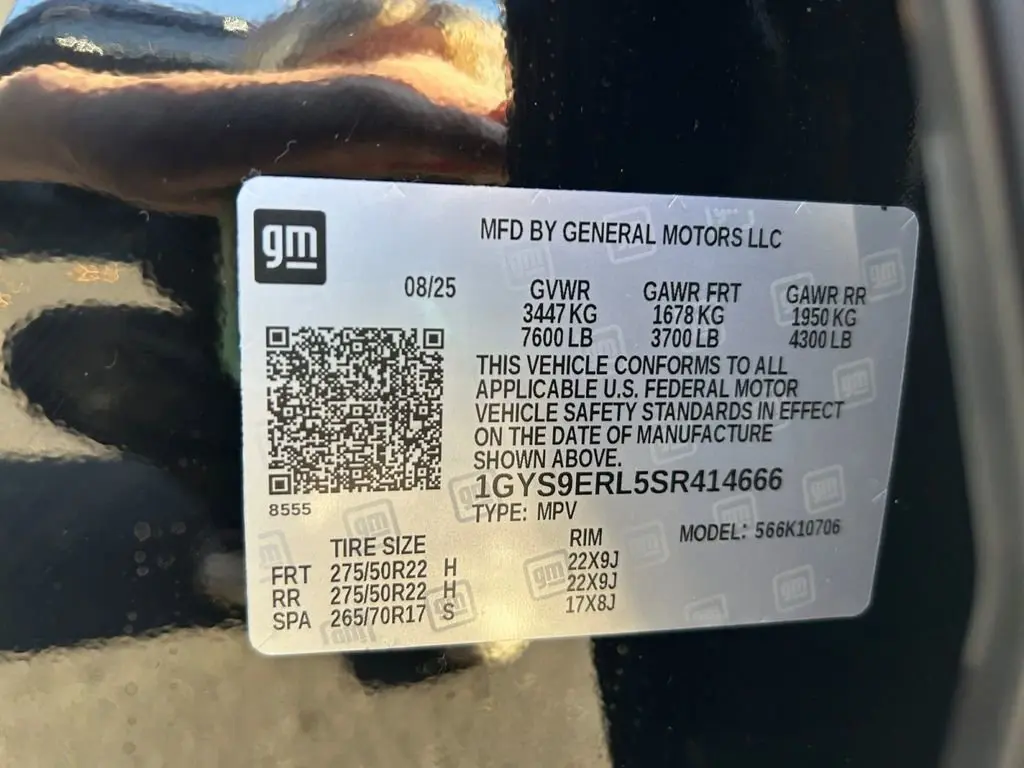 gm
MFD BY GENERAL MOTORS LLC
08/25
GVWR GAWR FRT GAWR RR
3447 KG 1678 KG 1950 KG
7600 LB 3700 LB 4300 LB
THIS VEHICLE CONFORMS TO ALL
APPLICABLE U.S. FEDERAL MOTOR
VEHICLE SAFETY STANDARDS IN EFFECT
ON THE DATE OF MANUFACTURE
SHOWN ABOVE.
1GYS9ERL5SR414666
8555
TYPE: MPV
MODEL: 566K10706
TIRE SIZE RIM
FRT 275/50R22 H 22X9J
RR 275/50R22 H 22X9J
SPA 265/70R17 S 17X8J